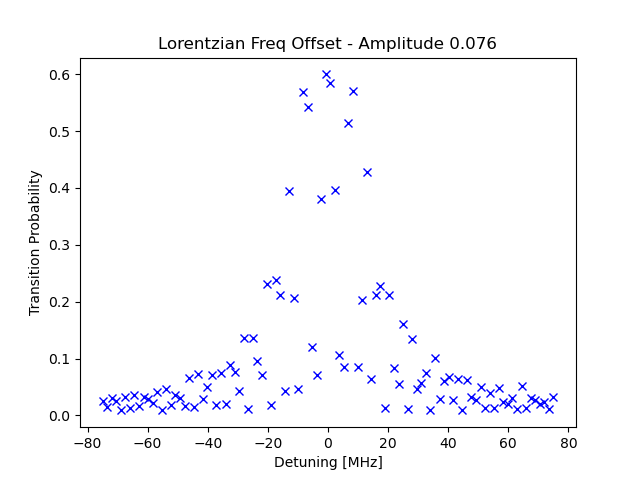 Lorentzian Freq Offset - Amplitude 0.076
0.6
0.5
0.4
0.3
0.2
0.1
0.0
Transition Probability
−80 −60 −40 −20 0 20 40 60 80
Detuning [MHz]